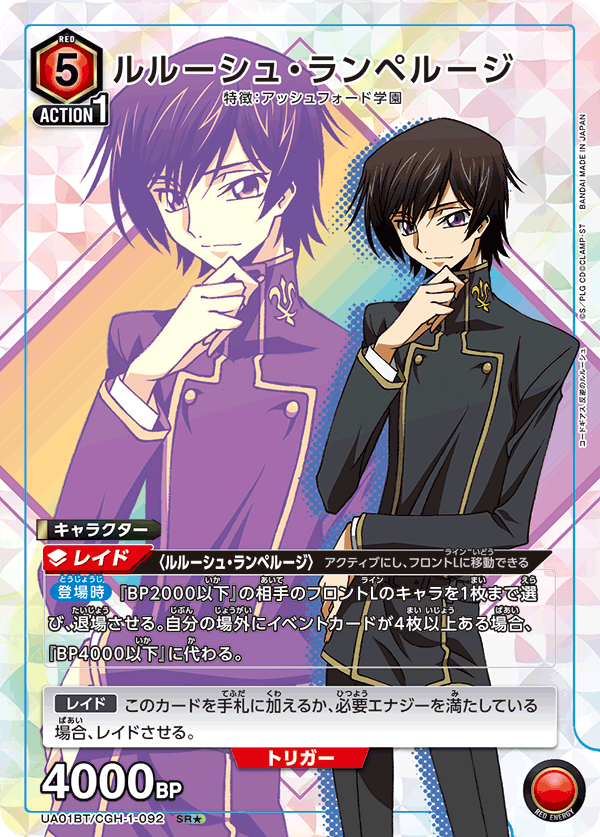 RED
5
ACTION 1
ルルーシュ・ランペルージ
特徴：アッシュフォード学園
BANDAI MADE IN JAPAN
©S／PLG CD©CLAMP・ST
コードギアス 反逆のルルーシュ
キャラクター
レイド 〈ルルーシュ・ランペルージ〉 アクティブにし、フロントLに移動できる
登場時 『BP2000以下』の相手のフロントLのキャラを1枚まで選
び、退場させる。自分の場外にイベントカードが4枚以上ある場合、
『BP4000以下』に代わる。
レイド このカードを手札に加えるか、必要エナジーを満たしている
場合、レイドさせる。
トリガー
4000BP
UA01BT/CGH-1-092 SR★
RED ENERGY